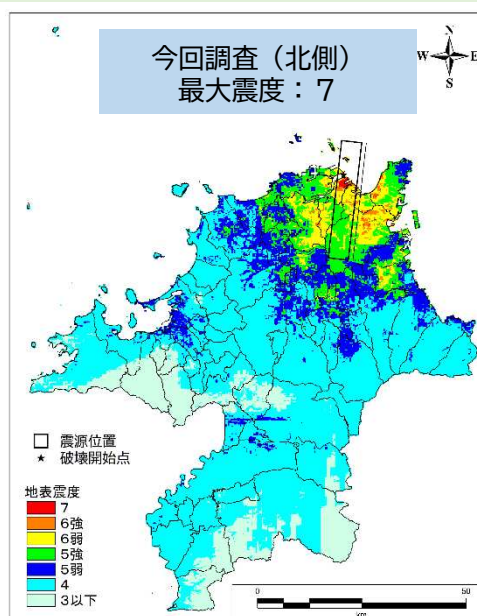 今回調査（北側）
最大震度：７
N
W E
S
震源位置
破壊開始点
地表震度
7
6強
6弱
5強
5弱
4
3以下
0 50
km